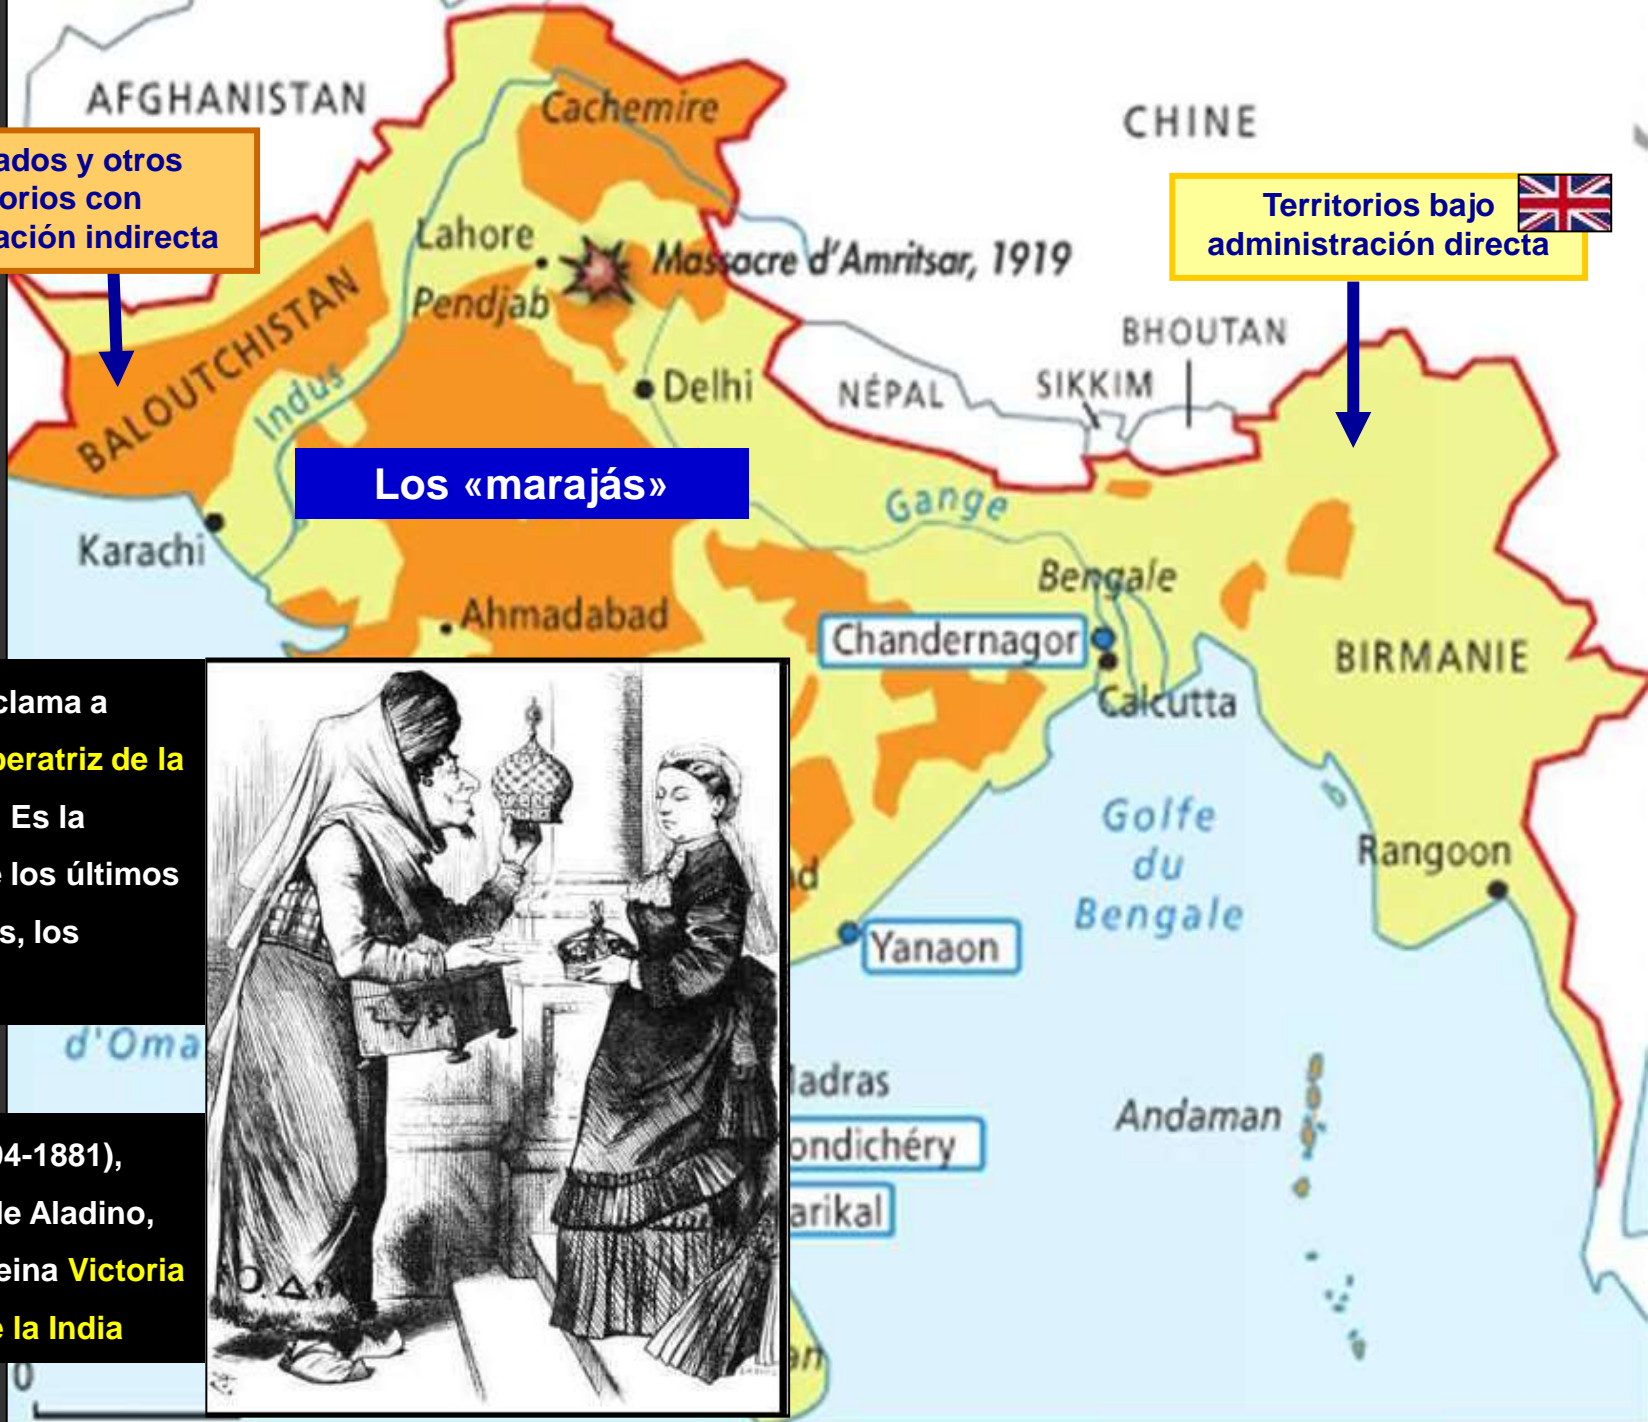 AFGHANISTAN
Cachemire
CHINE
ados y otros
orios con
ación indirecta
Territorios bajo
administración directa
Lahore
Massacre d'Amritsar, 1919
Pendjab
BALOUTCHISTAN
Indus
Delhi
NÉPAL
SIKKIM
BHOUTAN
Los «marajás»
Gange
Karachi
Bengale
Ahmadabad
Chandernagor
Calcutta
BIRMANIE
clama a
peratriz de la
Es la
e los últimos
s, los
Golfe
du
Bengale
Rangoon
d
Yanaon
d'Oma
adras
ondichéry
arikal
Andaman
04-1881),
de Aladino,
eina Victoria
e la India
an
0